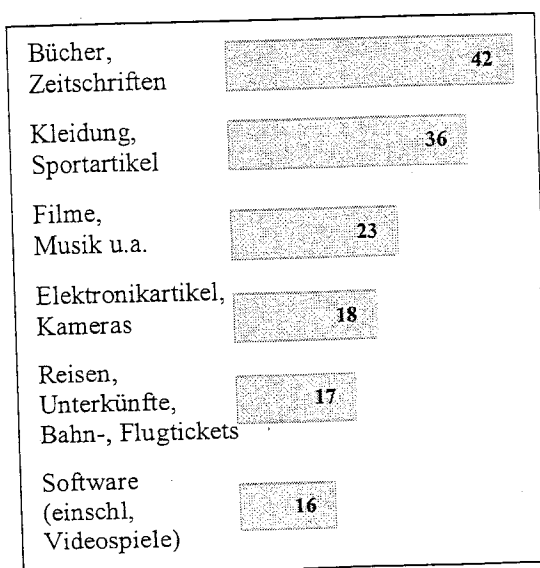 Bücher,
Zeitschriften
42
Kleidung,
Sportartikel
36
Filme,
Musik u.a.
23
Elektronikartikel,
Kameras
18
Reisen,
Unterkünfte,
Bahn-, Flugtickets
17
Software
(einschl,
Videospiele)
16